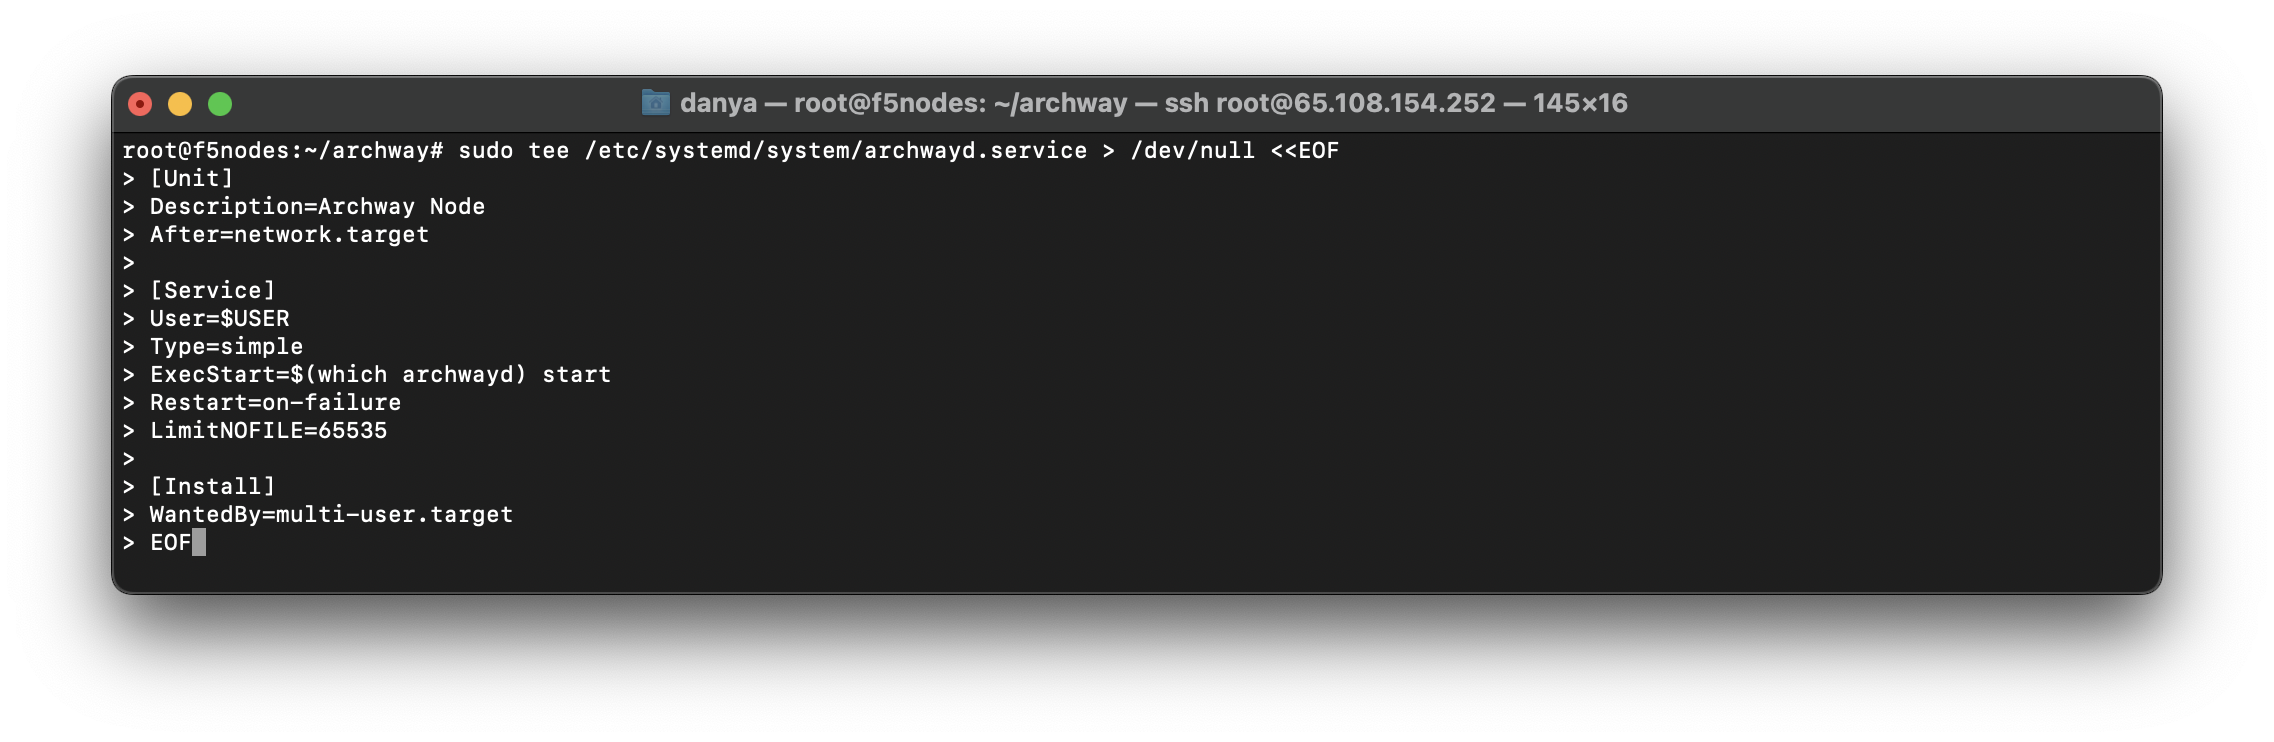 danya — root@f5nodes: ~/archway — ssh root@65.108.154.252 — 145×16
root@f5nodes:~/archway# sudo tee /etc/systemd/system/archwayd.service > /dev/null <<EOF
> [Unit]
> Description=Archway Node
> After=network.target
>
> [Service]
> User=$USER
> Type=simple
> ExecStart=$(which archwayd) start
> Restart=on-failure
> LimitNOFILE=65535
>
> [Install]
> WantedBy=multi-user.target
> EOF